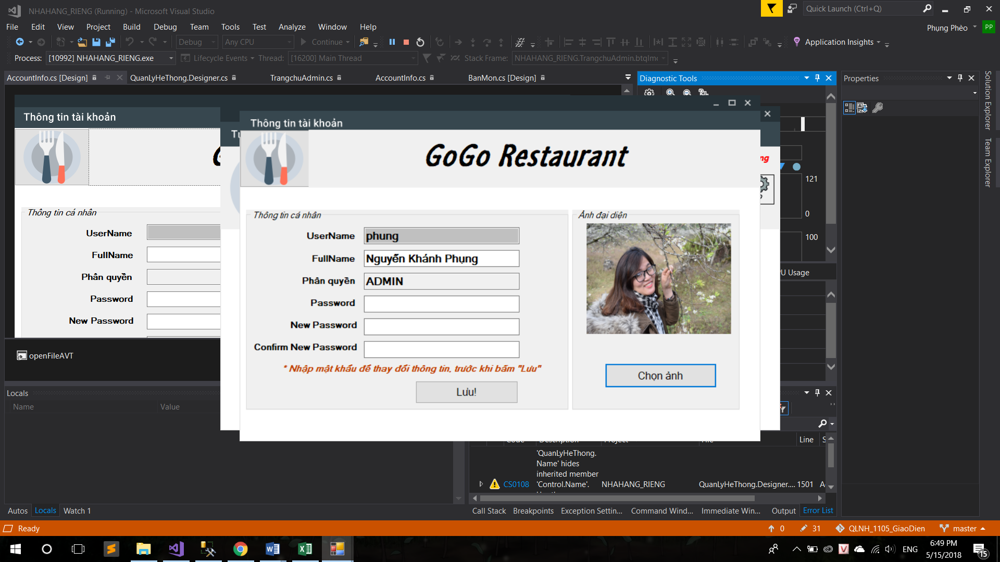 NHAHANG_RIENG (Running) - Microsoft Visual Studio
Quick Launch (Ctrl+Q)
File Edit View Project Build Debug Team Tools Test Analyze Window Help
Phụng Phèo PP
Debug Any CPU Continue Application Insights
Process: [10992] NHAHANG_RIENG.exe Lifecycle Events Thread: [16200] Main Thread Stack Frame: NHAHANG_RIENG.TrangchuAdmin.btqlm
AccountInfo.cs [Design] QuanLyHeThong.Designer.cs TrangchuAdmin.cs AccountInfo.cs BanMon.cs [Design]
Diagnostic Tools
Properties
Solution Explorer
Team Explorer
Thông tin tài khoản
Thông tin cá nhân
UserName
FullName
Phân quyền
Password
New Password
Thông tin tài khoản
GoGo Restaurant
Thông tin cá nhân
UserName phung
FullName Nguyễn Khánh Phụng
Phân quyền ADMIN
Password
New Password
Confirm New Password
* Nhập mật khẩu để thay đổi thông tin, trước khi bấm "Lưu"
Lưu!
Ảnh đại diện
Chọn ảnh
ng
121
0
100
PU Usage
openFileAVT
Locals
Name Value
Code Description Project File Line S
'QuanLyHeThong.
Name' hides
inherited member
CS0108 'Control.Name'. NHAHANG_RIENG QuanLyHeThong.Designer.... 1501 A
Autos Locals Watch 1
Call Stack Breakpoints Exception Settin... Command Wind... Immediate Win... Output Error List
Ready
0 31 QLNH_1105_GiaoDien master
ENG
6:49 PM
5/15/2018
15